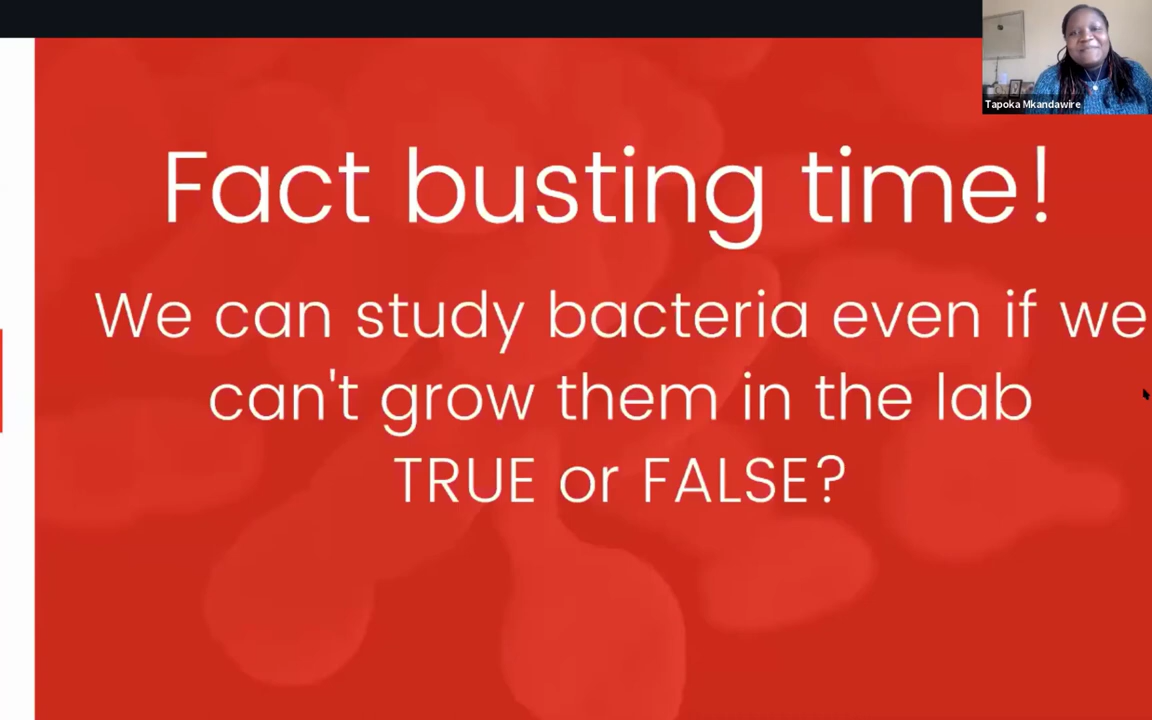 Tapoka Mkandawire
Fact busting time!
We can study bacteria even if we
can't grow them in the lab
TRUE or FALSE?